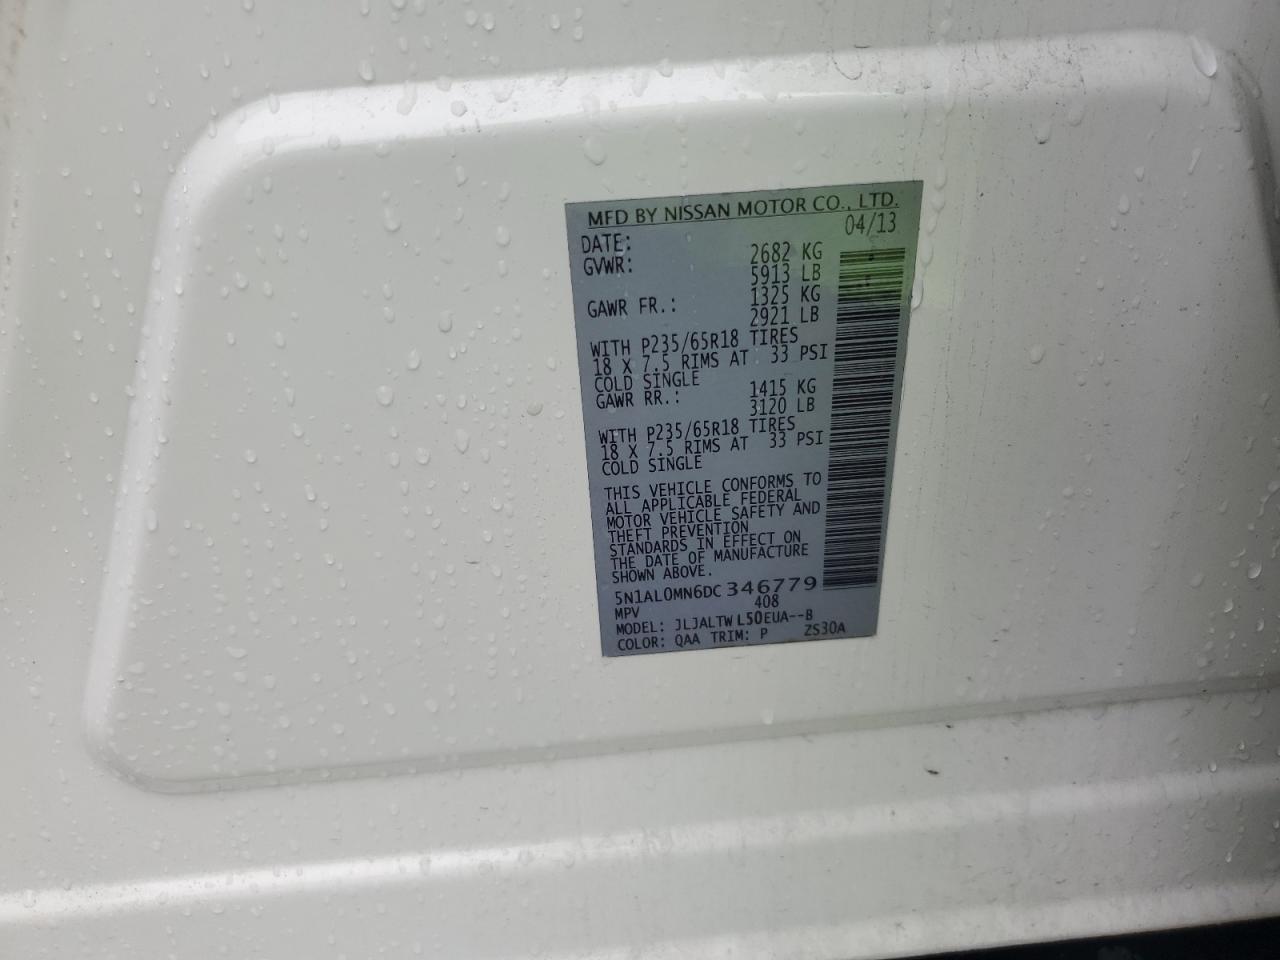 MFD BY NISSAN MOTOR CO., LTD.
DATE: 04/13
GVWR: 2682 KG
5913 LB
GAWR FR.: 1325 KG
2921 LB
WITH P235/65R18 TIRES
18 X 7.5 RIMS AT 33 PSI
COLD SINGLE
GAWR RR.: 1415 KG
3120 LB
WITH P235/65R18 TIRES
18 X 7.5 RIMS AT 33 PSI
COLD SINGLE
THIS VEHICLE CONFORMS TO
ALL APPLICABLE FEDERAL
MOTOR VEHICLE SAFETY AND
THEFT PREVENTION
STANDARDS IN EFFECT ON
THE DATE OF MANUFACTURE
SHOWN ABOVE.
5N1AL0MN6DC346779
MPV 408
MODEL: JLJALTWL50EUA--B
COLOR: QAA TRIM: P ZS30A